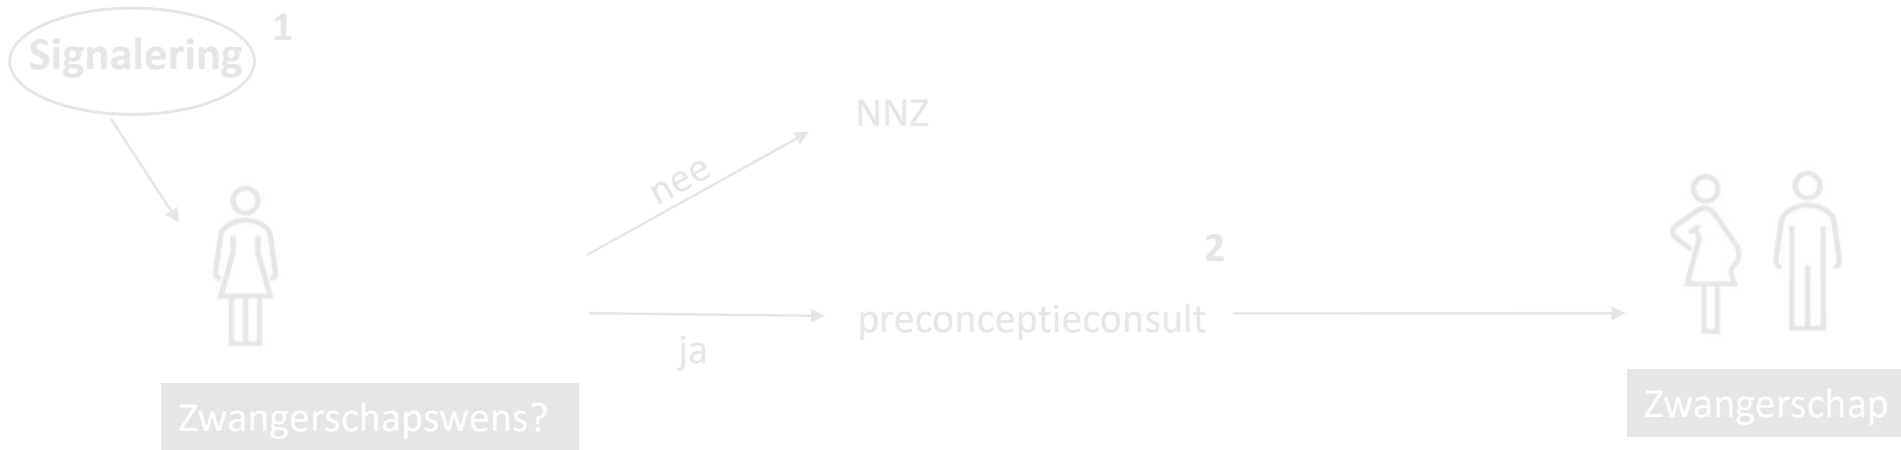 Signalering
1
NNZ
nee
2
preconceptieconsult
ja
Zwangerschapswens?
Zwangerschap